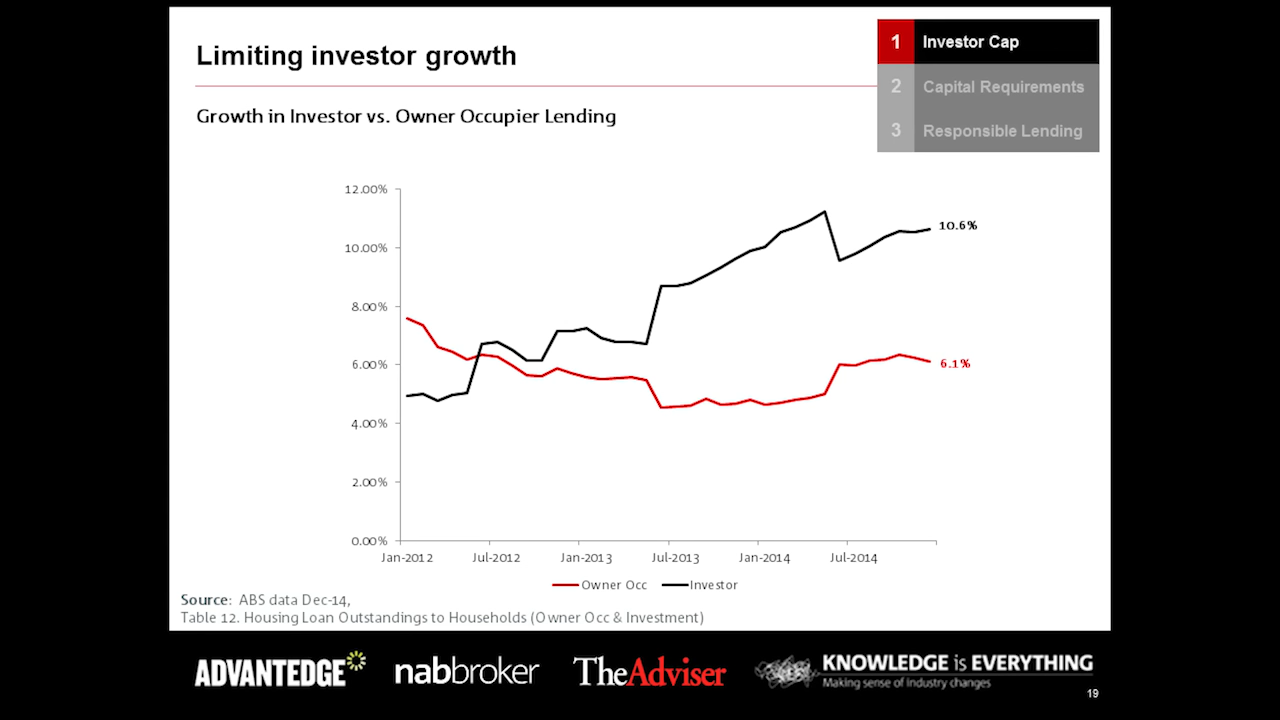 Limiting investor growth
1 Investor Cap
2 Capital Requirements
3 Responsible Lending
Growth in Investor vs. Owner Occupier Lending
12.00%
10.00%
8.00%
6.00%
4.00%
2.00%
0.00%
10.6%
6.1%
Jan-2012 Jul-2012 Jan-2013 Jul-2013 Jan-2014 Jul-2014
Owner Occ Investor
Source: ABS data Dec-14,
Table 12. Housing Loan Outstandings to Households (Owner Occ & Investment)
ADVANTEDGE nabbroker TheAdviser KNOWLEDGE is EVERYTHING
Making sense of industry changes
19